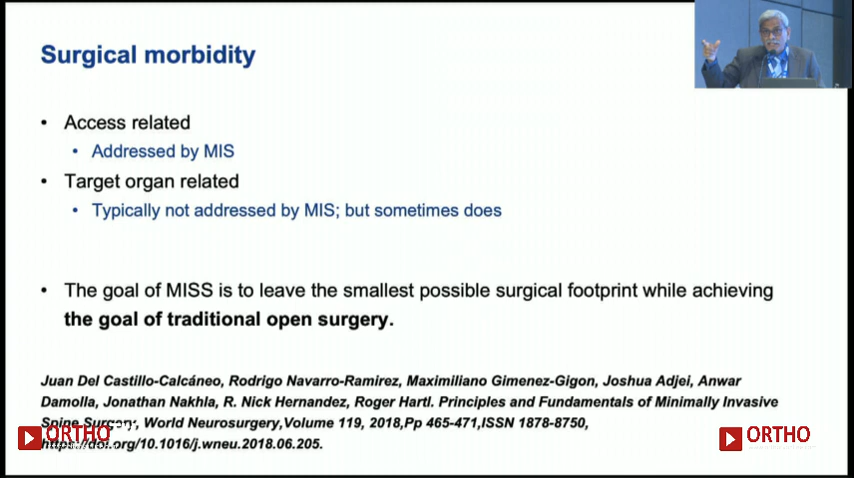 Surgical morbidity
• Access related
• Addressed by MIS
• Target organ related
• Typically not addressed by MIS; but sometimes does
• The goal of MISS is to leave the smallest possible surgical footprint while achieving
the goal of traditional open surgery.
Juan Del Castillo-Calcáneo, Rodrigo Navarro-Ramirez, Maximiliano Gimenez-Gigon, Joshua Adjei, Anwar
Damolla, Jonathan Nakhla, R. Nick Hernandez, Roger Hartl. Principles and Fundamentals of Minimally Invasive
Spine Surgery, World Neurosurgery,Volume 119, 2018,Pp 465-471,ISSN 1878-8750,
https://doi.org/10.1016/j.wneu.2018.06.205.
ORTHO
ORTHO